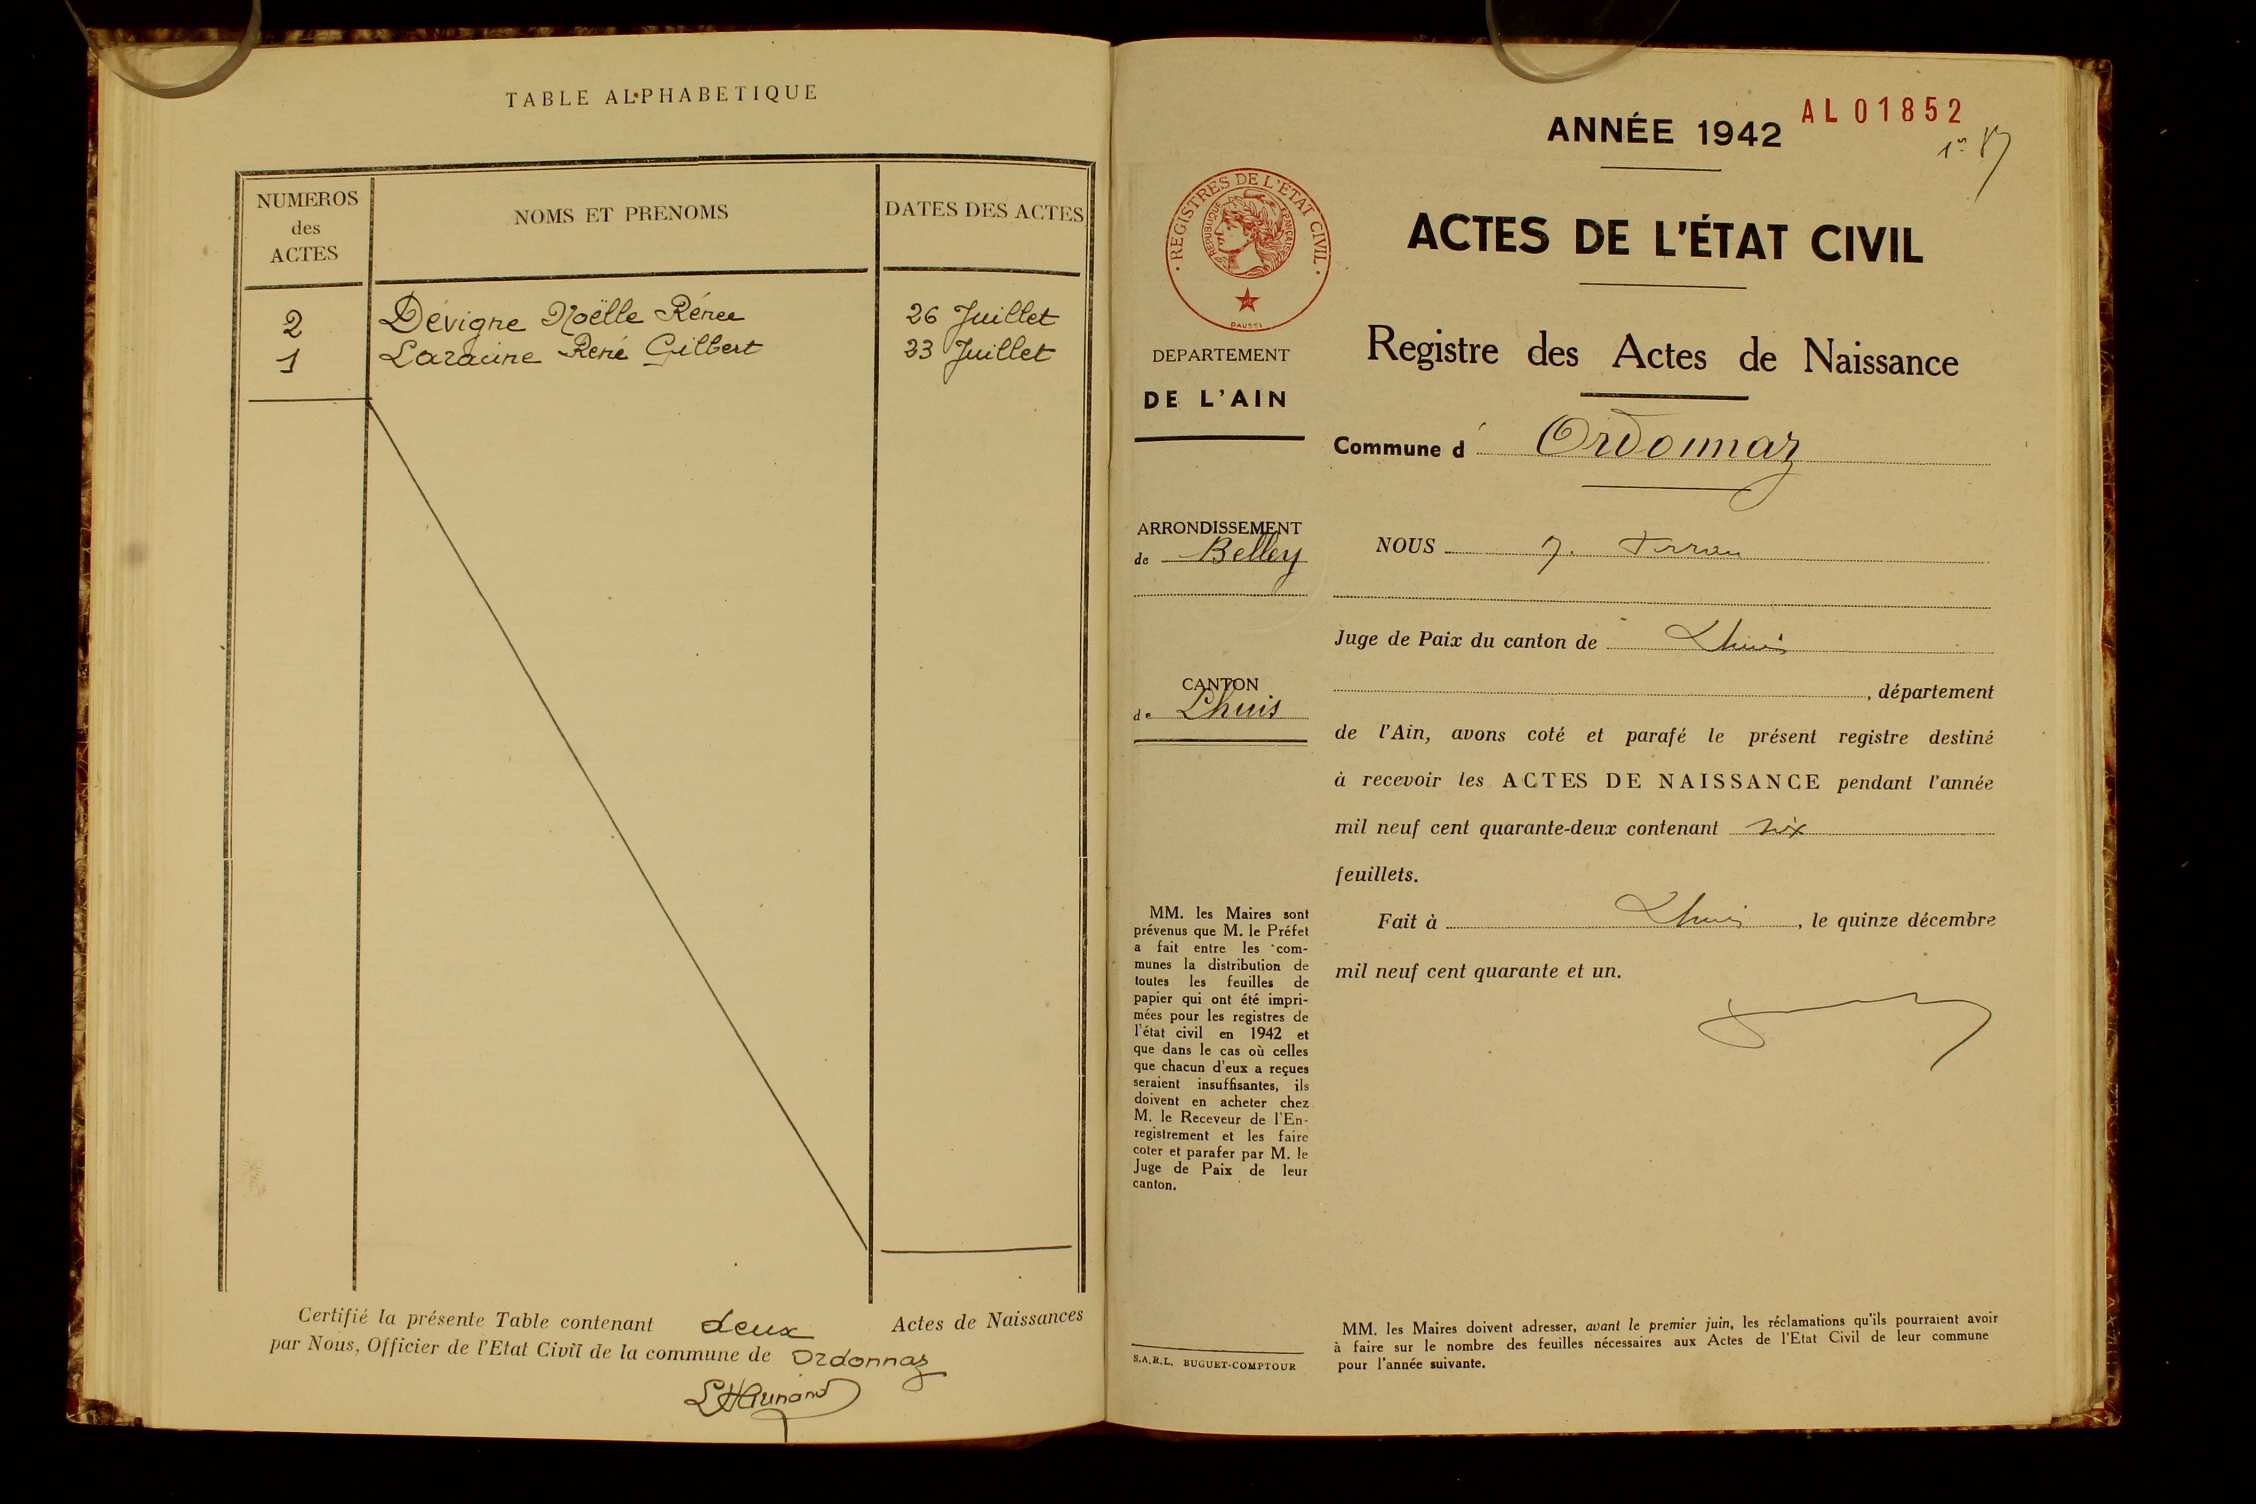 TABLE ALPHABETIQUE
NUMEROS
des
ACTES
NOMS ET PRENOMS
DATES DES ACTES
2 Dévigne Noëlle Rénee 26 Juillet
1 Laracine René Gilbert 23 Juillet
Certifié la présente Table contenant deux Actes de Naissances
par Nous, Officier de l'Etat Civil de la commune de Ordonnaz
ANNÉE 1942
AL 01852
REGISTRES DE L'ETAT CIVIL
REPUBLIQUE FRANÇAISE
DAUSSY
DEPARTEMENT
DE L'AIN
ARRONDISSEMENT
de Belley
CANTON
de Lhuis
MM. les Maires sont
prévenus que M. le Préfet
a fait entre les com-
munes la distribution de
toutes les feuilles de
papier qui ont été impri-
mées pour les registres de
l'état civil en 1942 et
que dans le cas où celles
que chacun d'eux a reçues
seraient insuffisantes, ils
doivent en acheter chez
M. le Receveur de l'En-
registrement et les faire
coter et parafer par M. le
Juge de Paix de leur
canton.
S.A.R.L. BUGUET-COMPTOUR
ACTES DE L'ÉTAT CIVIL
Registre des Actes de Naissance
Commune d' Ordonnaz
NOUS J.
Juge de Paix du canton de Lhuis
, département
de l'Ain, avons coté et parafé le présent registre destiné
à recevoir les ACTES DE NAISSANCE pendant l'année
mil neuf cent quarante-deux contenant six
feuillets.
Fait à Lhuis, le quinze décembre
mil neuf cent quarante et un.
MM. les Maires doivent adresser, avant le premier juin, les réclamations qu'ils pourraient avoir
à faire sur le nombre des feuilles nécessaires aux Actes de l'Etat Civil de leur commune
pour l'année suivante.